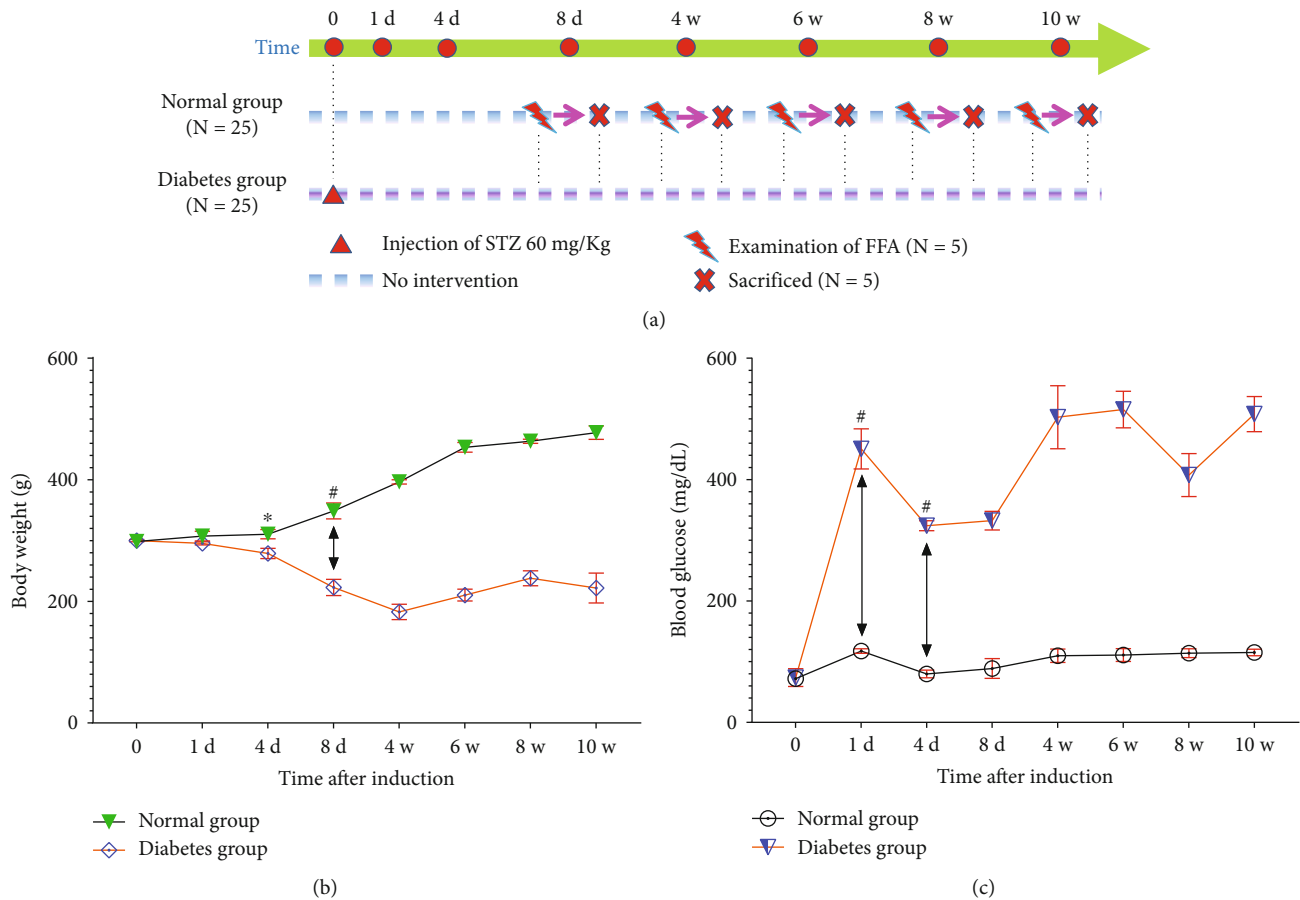 0 1 d 4 d 8 d 4 w 6 w 8 w 10 w
Time
Normal group
(N = 25)
Diabetes group
(N = 25)
Injection of STZ 60 mg/Kg
Examination of FFA (N = 5)
No intervention
Sacrificed (N = 5)
(a)
600
400
200
0
Body weight (g)
*
#
0 1 d 4 d 8 d 4 w 6 w 8 w 10 w
Time after induction
Normal group
Diabetes group
(b)
600
400
200
0
Blood glucose (mg/dL)
#
#
0 1 d 4 d 8 d 4 w 6 w 8 w 10 w
Time after induction
Normal group
Diabetes group
(c)